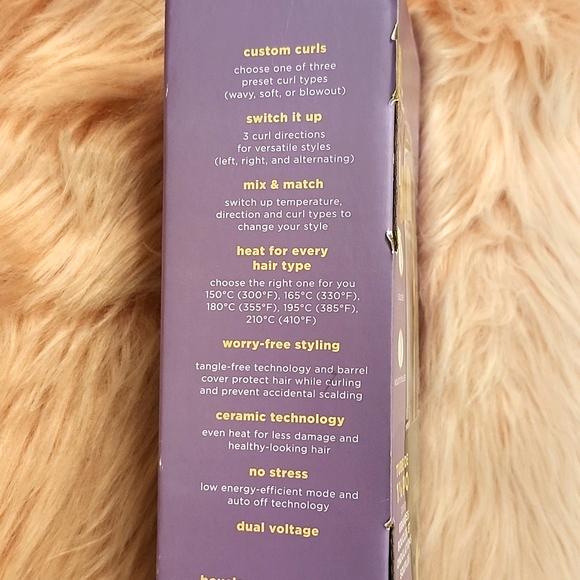 custom curls
choose one of three
preset curl types
(wavy, soft, or blowout)
switch it up
3 curl directions
for versatile styles
(left, right, and alternating)
mix & match
switch up temperature,
direction and curl types to
change your style
heat for every
hair type
choose the right one for you
150°C (300°F), 165°C (330°F),
180°C (355°F), 195°C (385°F),
210°C (410°F)
worry-free styling
tangle-free technology and barrel
cover protect hair while curling
and prevent accidental scalding
ceramic technology
even heat for less damage and
healthy-looking hair
no stress
low energy-efficient mode and
auto off technology
dual voltage